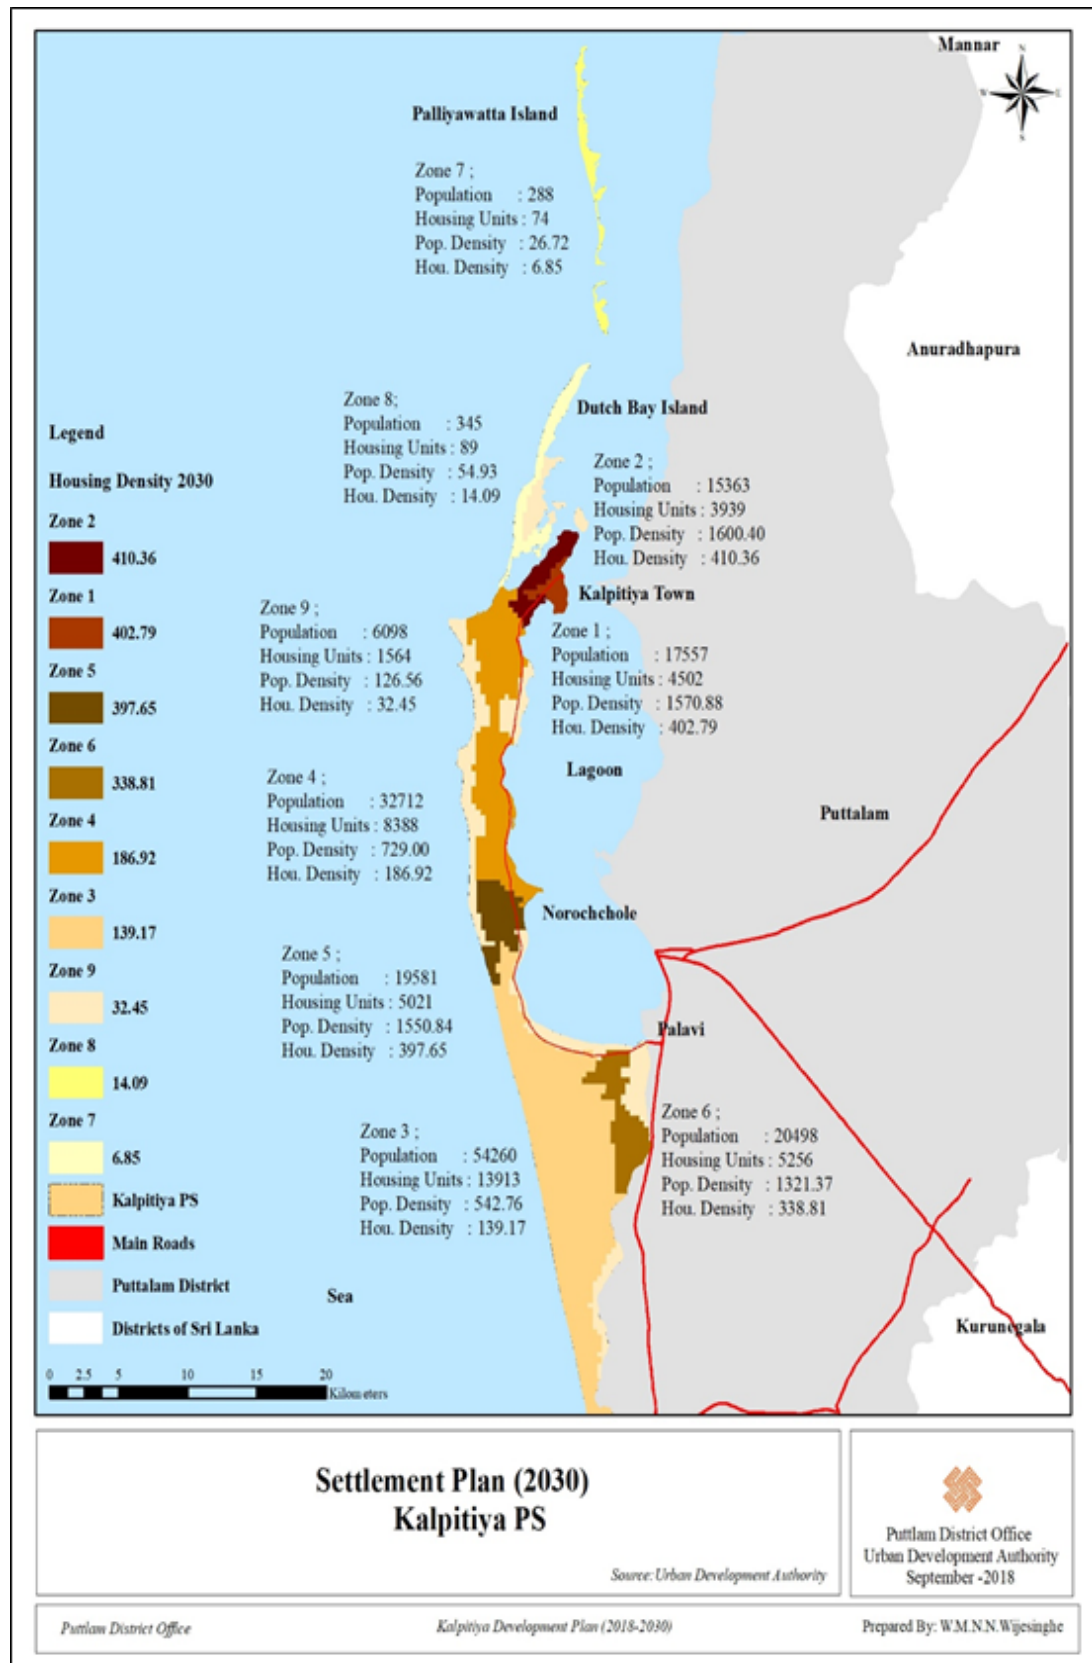 Mannar
N
W
E
S
Palliyawatta Island
Zone 7 ;
Population : 288
Housing Units : 74
Pop. Density : 26.72
Hou. Density : 6.85
Anuradhapura
Zone 8;
Population : 345
Housing Units : 89
Pop. Density : 54.93
Hou. Density : 14.09
Dutch Bay Island
Zone 2 ;
Population : 15363
Housing Units : 3939
Pop. Density : 1600.40
Hou. Density : 410.36
Kalpitiya Town
Zone 9 ;
Population : 6098
Housing Units : 1564
Pop. Density : 126.56
Hou. Density : 32.45
Zone 1 ;
Population : 17557
Housing Units : 4502
Pop. Density : 1570.88
Hou. Density : 402.79
Lagoon
Zone 4 ;
Population : 32712
Housing Units : 8388
Pop. Density : 729.00
Hou. Density : 186.92
Puttalam
Norochchole
Zone 5 ;
Population : 19581
Housing Units : 5021
Pop. Density : 1550.84
Hou. Density : 397.65
Palavi
Zone 3 ;
Population : 54260
Housing Units : 13913
Pop. Density : 542.76
Hou. Density : 139.17
Zone 6 ;
Population : 20498
Housing Units : 5256
Pop. Density : 1321.37
Hou. Density : 338.81
Sea
Kurunegala
Legend
Housing Density 2030
Zone 2
410.36
Zone 1
402.79
Zone 5
397.65
Zone 6
338.81
Zone 4
186.92
Zone 3
139.17
Zone 9
32.45
Zone 8
14.09
Zone 7
6.85
Kalpitiya PS
Main Roads
Puttalam District
Districts of Sri Lanka
0 2.5 5 10 15 20
Kilometers
Settlement Plan (2030)
Kalpitiya PS
Source: Urban Development Authority
Puttlam District Office
Urban Development Authority
September -2018
Puttlam District Office
Kalpitiya Development Plan (2018-2030)
Prepared By: W.M.N.N.Wijesinghe